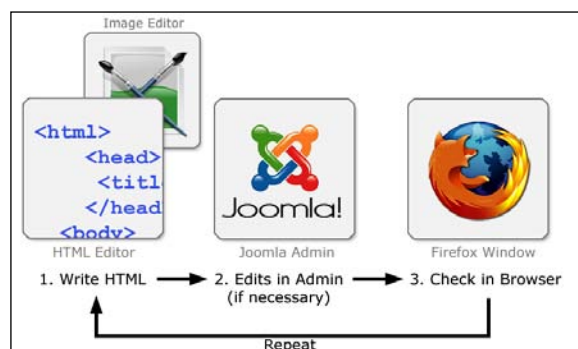 Image Editor
<html>
<head>
<titl
</head
<body>
Joomla!
HTML Editor
Joomla Admin
Firefox Window
1. Write HTML
2. Edits in Admin
(if necessary)
3. Check in Browser
Repeat